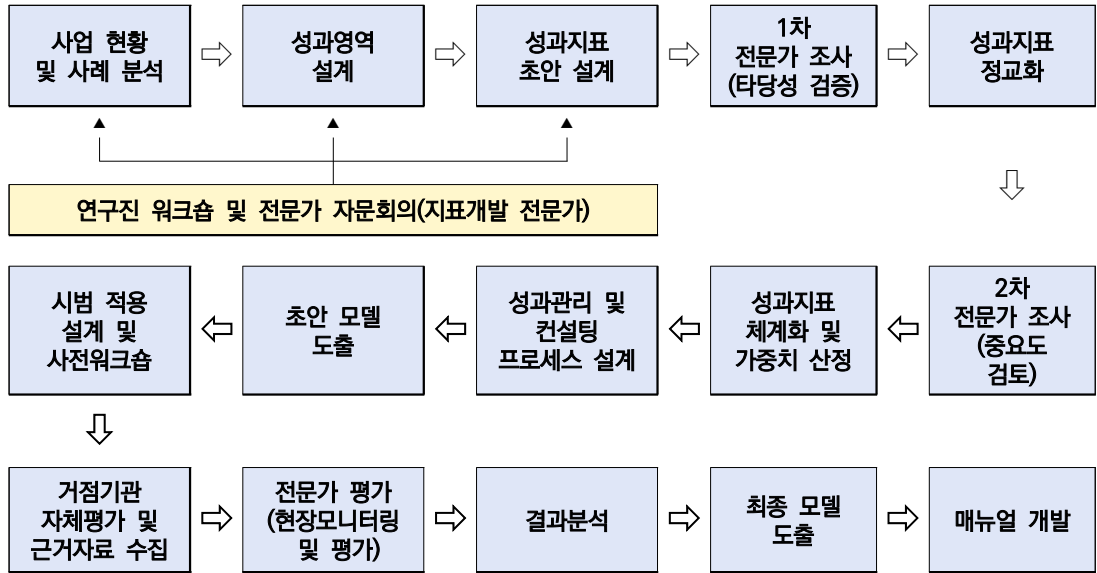 사업 현황
및 사례 분석
성과영역
설계
성과지표
초안 설계
1차
전문가 조사
(타당성 검증)
성과지표
정교화
연구진 워크숍 및 전문가 자문회의(지표개발 전문가)
2차
전문가 조사
(중요도
검토)
성과지표
체계화 및
가중치 산정
성과관리 및
컨설팅
프로세스 설계
초안 모델
도출
시범 적용
설계 및
사전워크숍
거점기관
자체평가 및
근거자료 수집
전문가 평가
(현장모니터링
및 평가)
결과분석
최종 모델
도출
매뉴얼 개발